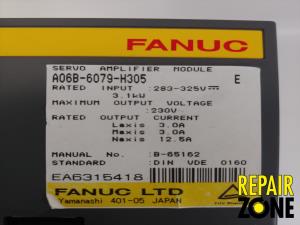 FANUC
SERVO AMPLIFIER MODULE
A06B-6079-H305 E
RATED INPUT :283-325V⎓
3.1kW
MAXIMUM OUTPUT VOLTAGE
:230V
RATED OUTPUT CURRENT
Laxis 3.0A
Maxis 3.0A
Naxis 12.5A
MANUAL NO. :B-65162
STANDARD :DIN VDE 0160
EA6315418
FANUC LTD
Yamanashi 401-05 JAPAN
REPAIR
ZONE